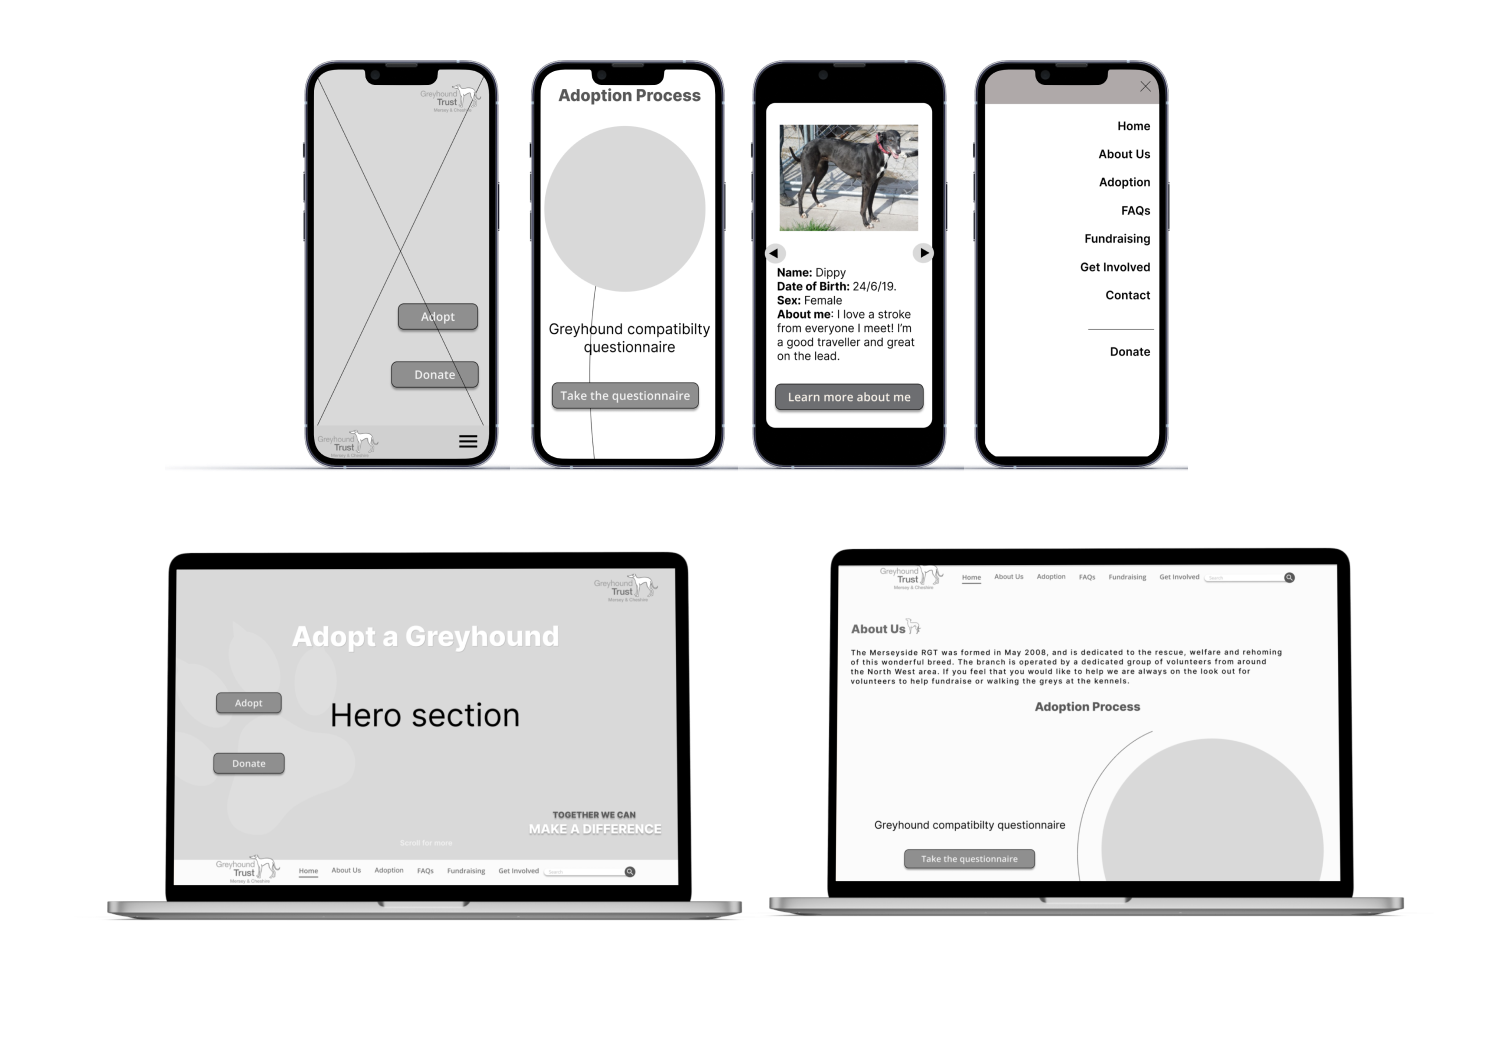 Greyhound
Trust
Mersey & Cheshire
Adopt
Donate
Greyhound
Trust
Mersey & Cheshire
Adoption Process
Greyhound compatibilty
questionnaire
Take the questionnaire
Name: Dippy
Date of Birth: 24/6/19.
Sex: Female
About me: I love a stroke
from everyone I meet! I'm
a good traveller and great
on the lead.
Learn more about me
Home
About Us
Adoption
FAQs
Fundraising
Get Involved
Contact
Donate
Greyhound
Trust
Mersey & Cheshire
Adopt a Greyhound
Adopt
Hero section
Donate
TOGETHER WE CAN
MAKE A DIFFERENCE
Scroll for more
Greyhound
Trust
Mersey & Cheshire
Home About Us Adoption FAQs Fundraising Get Involved Search
Greyhound
Trust
Mersey & Cheshire
Home About Us Adoption FAQs Fundraising Get Involved Search
About Us
The Merseyside RGT was formed in May 2008, and is dedicated to the rescue, welfare and rehoming
of this wonderful breed. The branch is operated by a dedicated group of volunteers from around
the North West area. If you feel that you would like to help we are always on the look out for
volunteers to help fundraise or walking the greys at the kennels.
Adoption Process
Greyhound compatibilty questionnaire
Take the questionnaire